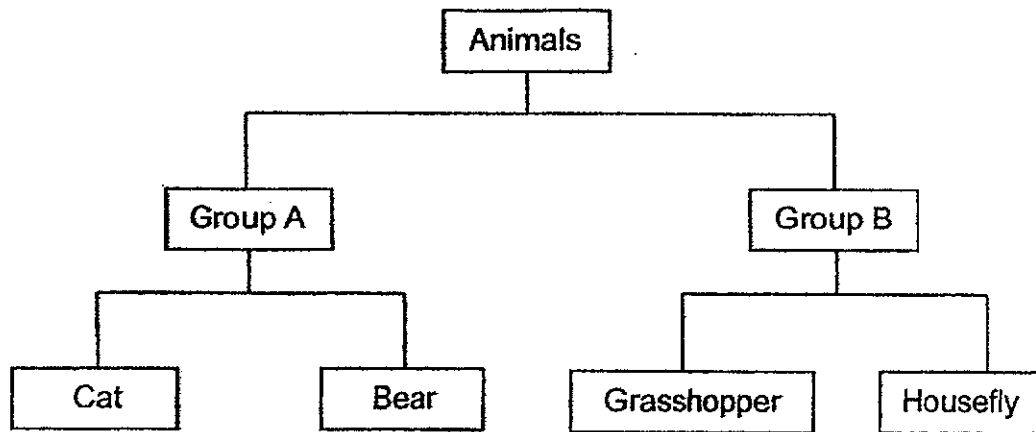 Animals
Group A
Group B
Cat
Bear
Grasshopper
Housefly